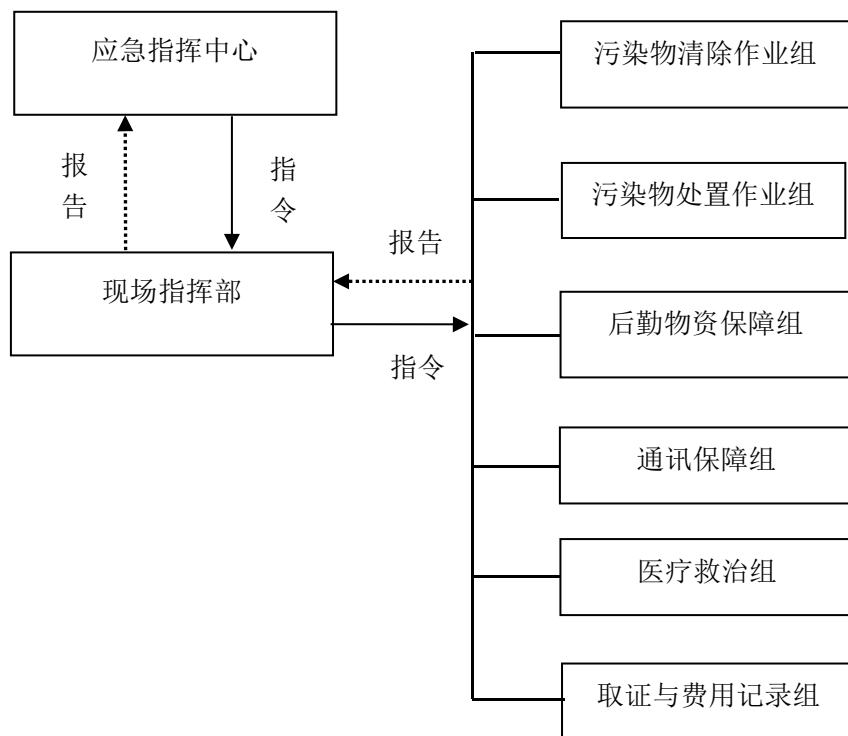 应急指挥中心
报告
指令
现场指挥部
报告
指令
污染物清除作业组
污染物处置作业组
后勤物资保障组
通讯保障组
医疗救治组
取证与费用记录组